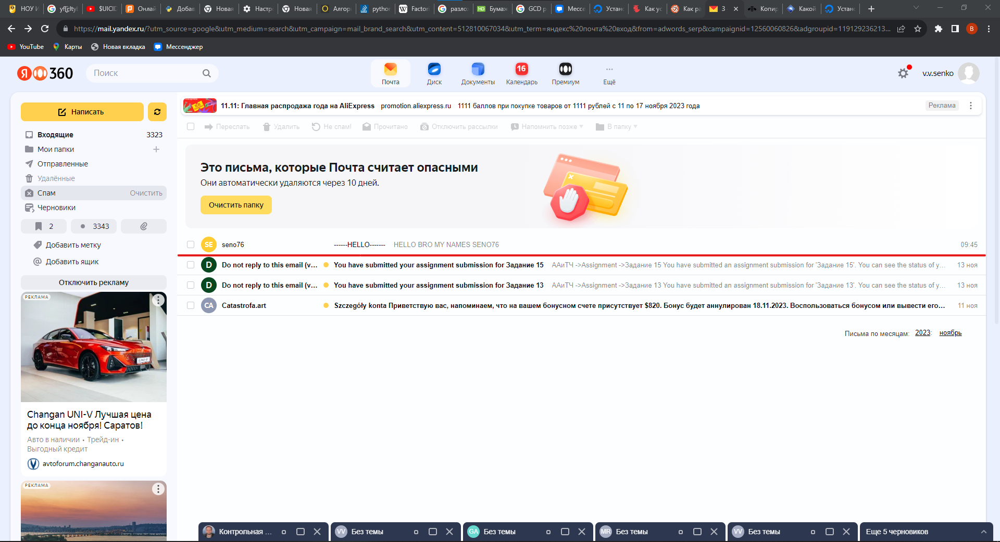 НОУ И
yf[j;ltyb
$UICID
Онлай
Добав
Новая
Настро
Новая
Алгор
python
Factori
разлож
Бумаж
GCD p
Мессе
Устан
Как ус
Как ра
3
Копир
Какой
Устан
https://mail.yandex.ru/?utm_source=google&utm_medium=search&utm_campaign=mail_brand_search&utm_content=512810067034&utm_term=яндекс%20почта%20вход&from=adwords_serp&campaignid=12560060826&adgroupid=119129236213...
B
YouTube Карты Новая вкладка Мессенджер
Я 360
Поиск
16
Почта Диск Документы Календарь Премиум Ещё
v.v.senko
Написать
11.11: Главная распродажа года на AliExpress promotion.aliexpress.ru 1111 баллов при покупке товаров от 1111 рублей с 11 по 17 ноября 2023 года Реклама
Переслать Удалить Не спам! Прочитано Отключить рассылки Напомнить позже В папку
Входящие 3323
Мои папки
Отправленные
Удалённые
Спам Очистить
Черновики
2 3343
Добавить метку
Добавить ящик
Отключить рекламу
Это письма, которые Почта считает опасными
Они автоматически удаляются через 10 дней.
Очистить папку
SE seno76 ------HELLO------- HELLO BRO MY NAMES SENO76 09:45
D Do not reply to this email (v... You have submitted your assignment submission for Задание 15 ААиТЧ ->Assignment ->Задание 15 You have submitted an assignment submission for 'Задание 15'. You can see the status of y... 13 ноя
D Do not reply to this email (v... You have submitted your assignment submission for Задание 13 ААиТЧ ->Assignment ->Задание 13 You have submitted an assignment submission for 'Задание 13'. You can see the status of y... 13 ноя
CA Catastrofa.art Szczegóły konta Приветствую вас, напоминаем, что на вашем бонусном счете присутствует $820. Бонус будет аннулирован 18.11.2023. Воспользоваться бонусом или вывести его... 11 ноя
Письма по месяцам: 2023: ноябрь
РЕКЛАМА
UNI-V
Changan UNI-V Лучшая цена
до конца ноября! Саратов!
Авто в наличии • Трейд-ин •
Выгодный кредит
avtoforum.changanauto.ru
РЕКЛАМА
Контрольная ...
VV Без темы
GA Без темы
MR Без темы
VV Без темы
Еще 5 черновиков